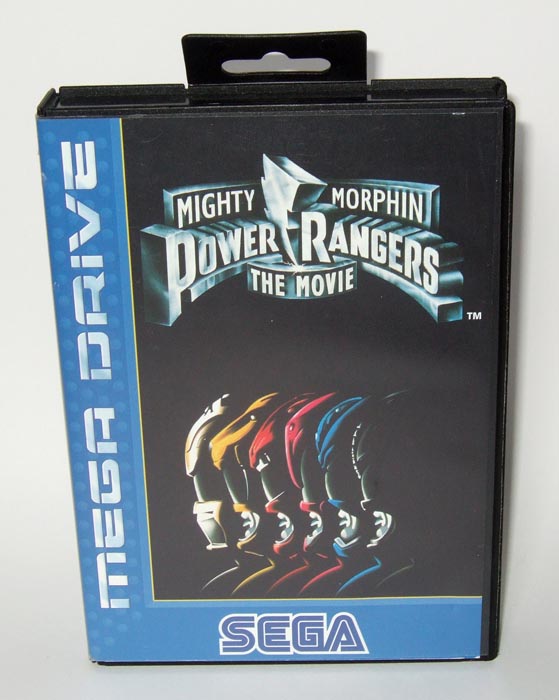 MEGA DRIVE
MIGHTY MORPHIN
POWER RANGERS
THE MOVIE
TM
SEGA